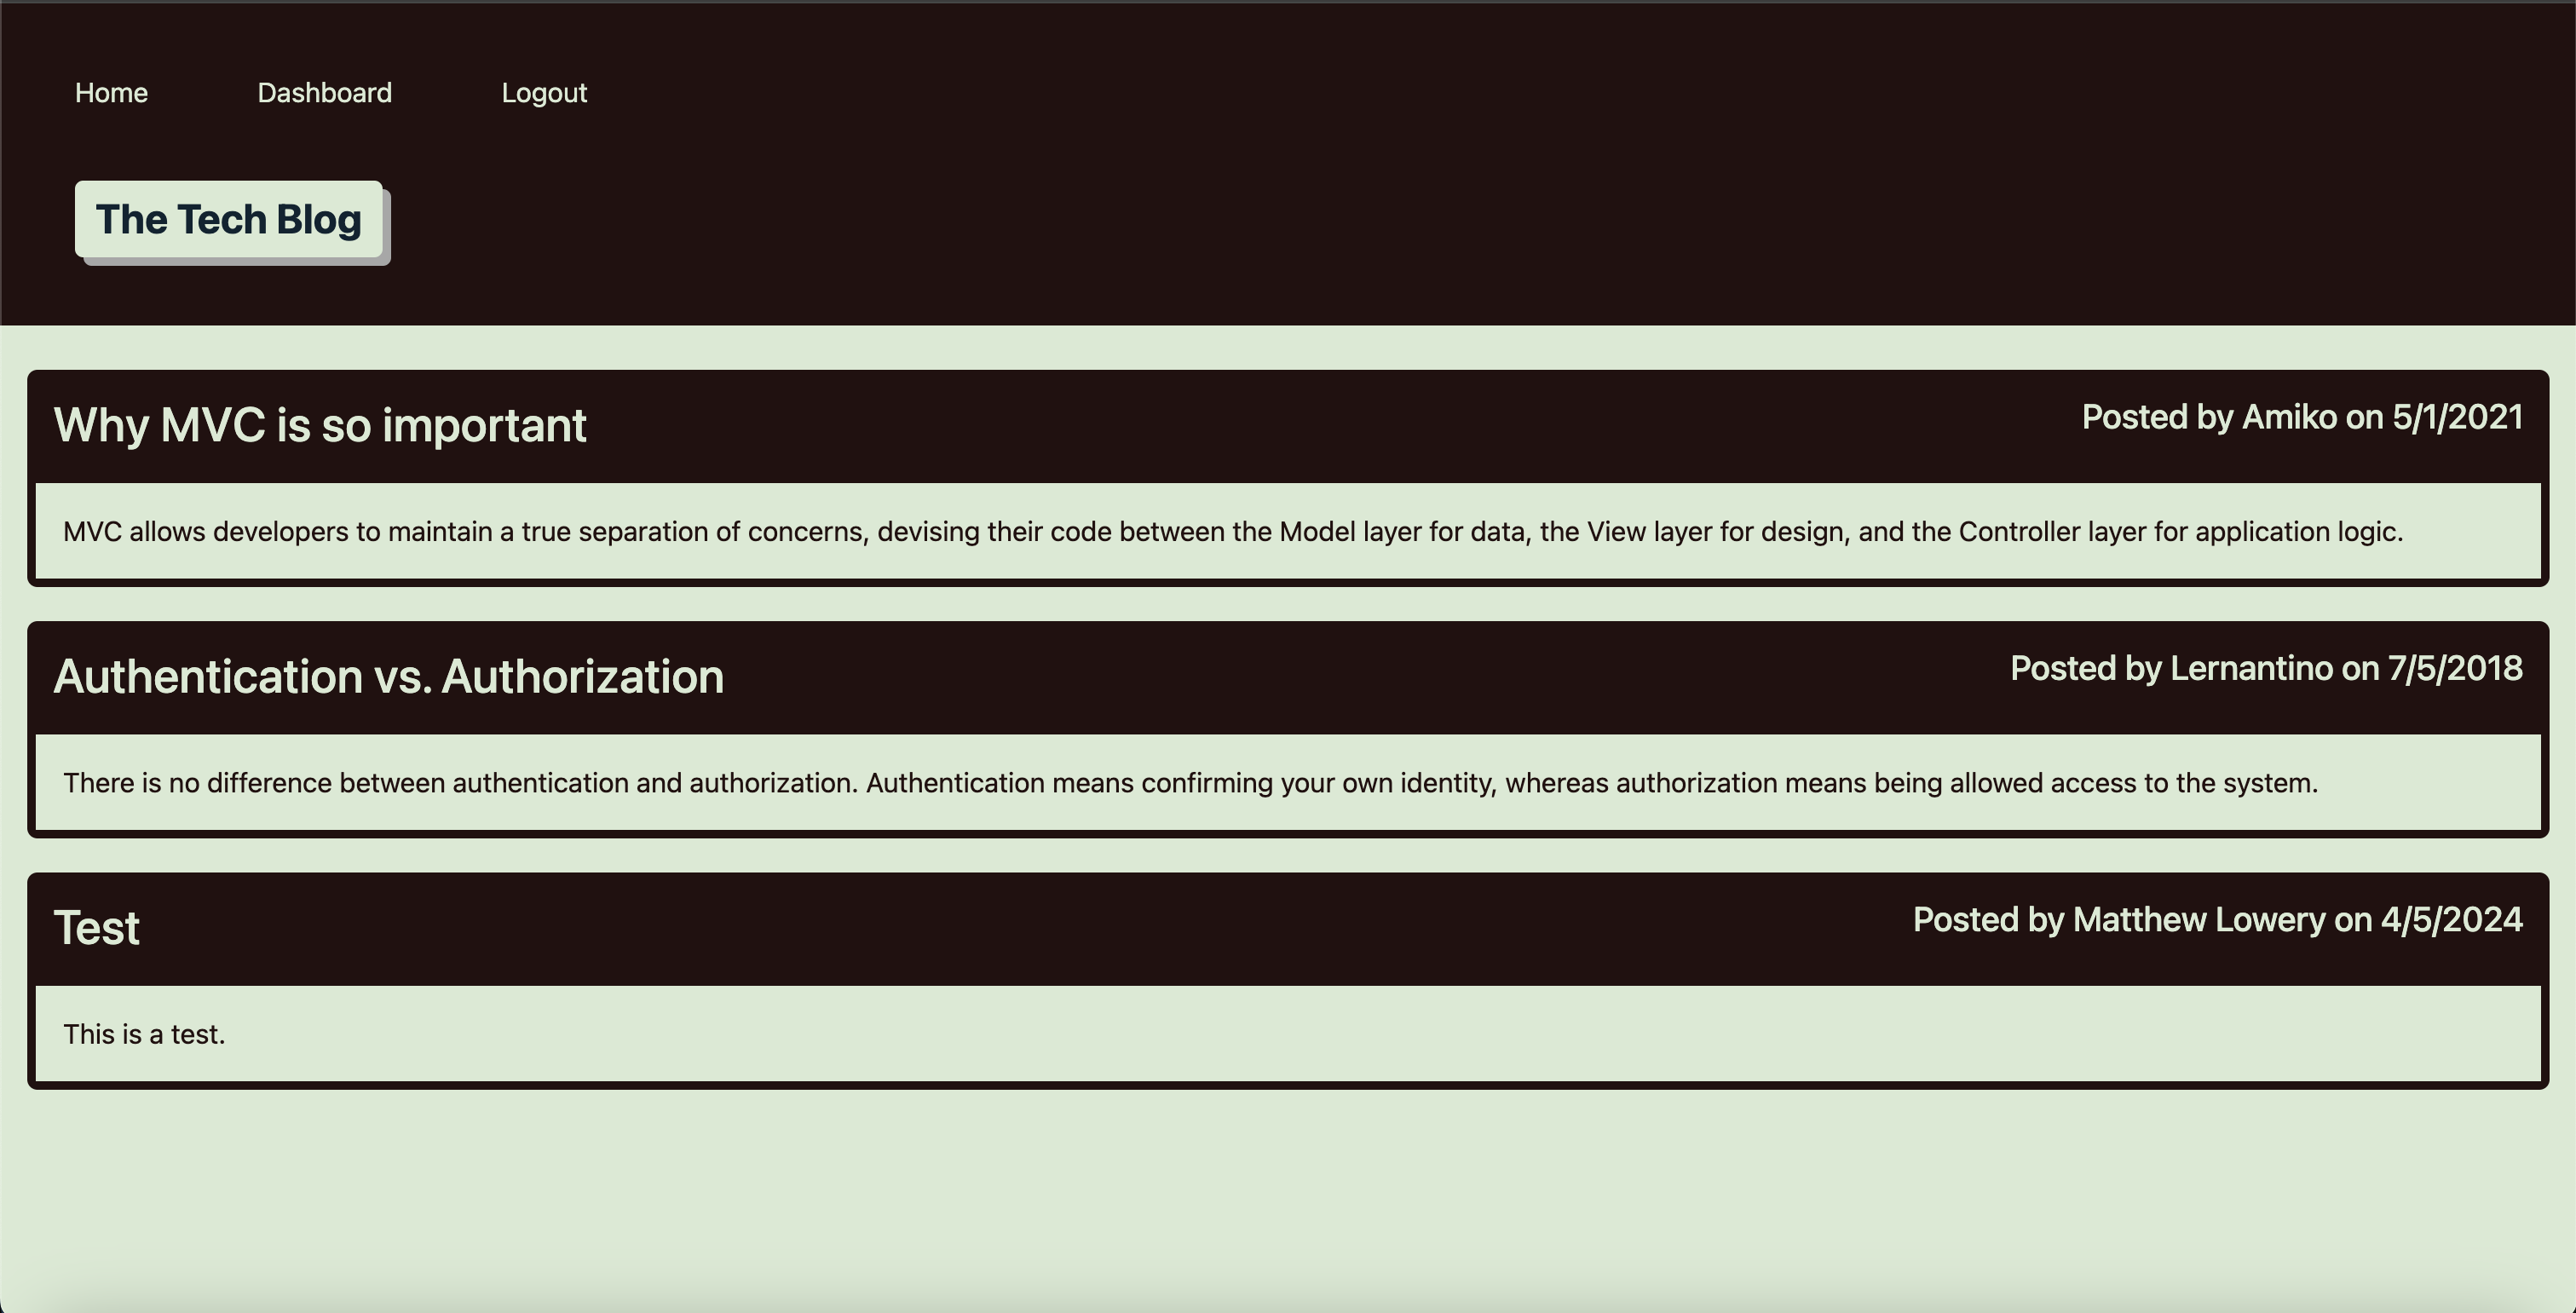 Home Dashboard Logout
The Tech Blog
Why MVC is so important
Posted by Amiko on 5/1/2021
MVC allows developers to maintain a true separation of concerns, devising their code between the Model layer for data, the View layer for design, and the Controller layer for application logic.
Authentication vs. Authorization
Posted by Lernantino on 7/5/2018
There is no difference between authentication and authorization. Authentication means confirming your own identity, whereas authorization means being allowed access to the system.
Test
Posted by Matthew Lowery on 4/5/2024
This is a test.